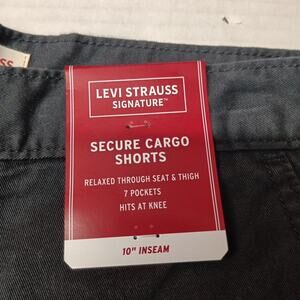 LEVI STRAUSS
SIGNATURE™
SECURE CARGO
SHORTS
RELAXED THROUGH SEAT & THIGH
7 POCKETS
HITS AT KNEE
10" INSEAM